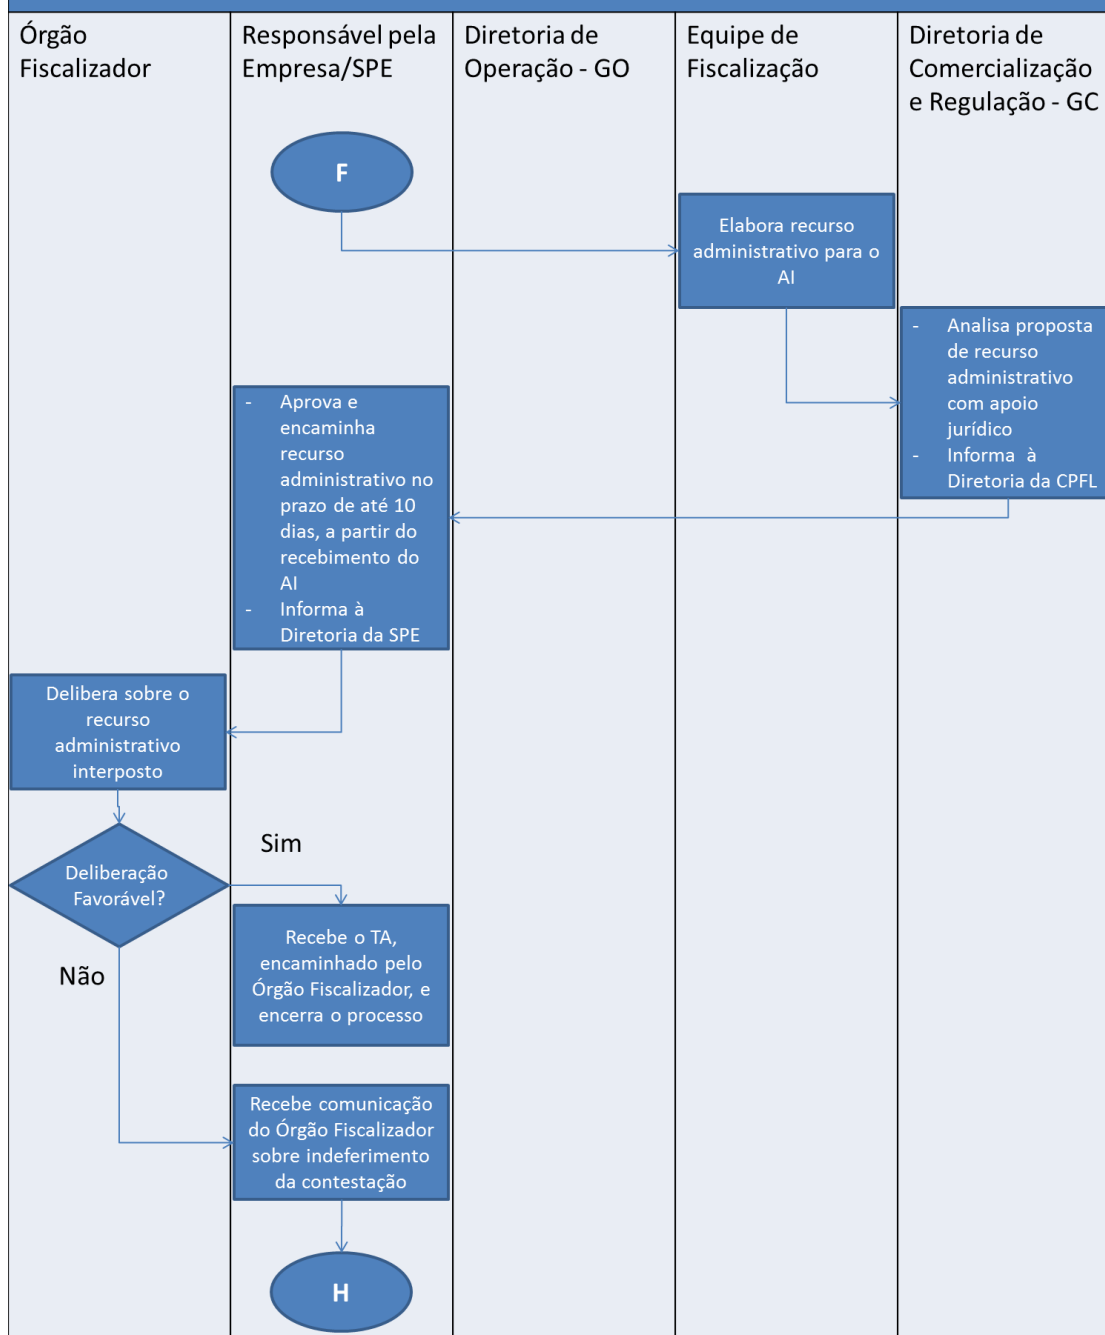 Órgão
Fiscalizador
Responsável pela
Empresa/SPE
Diretoria de
Operação - GO
Equipe de
Fiscalização
Diretoria de
Comercialização
e Regulação - GC
F
Elabora recurso
administrativo para o
AI
- Analisa proposta
de recurso
administrativo
com apoio
jurídico
- Informa à
Diretoria da CPFL
- Aprova e
encaminha
recurso
administrativo no
prazo de até 10
dias, a partir do
recebimento do
AI
- Informa à
Diretoria da SPE
Delibera sobre o
recurso
administrativo
interposto
Deliberação
Favorável?
Sim
Recebe o TA,
encaminhado pelo
Órgão Fiscalizador, e
encerra o processo
Não
Recebe comunicação
do Órgão Fiscalizador
sobre indeferimento
da contestação
H